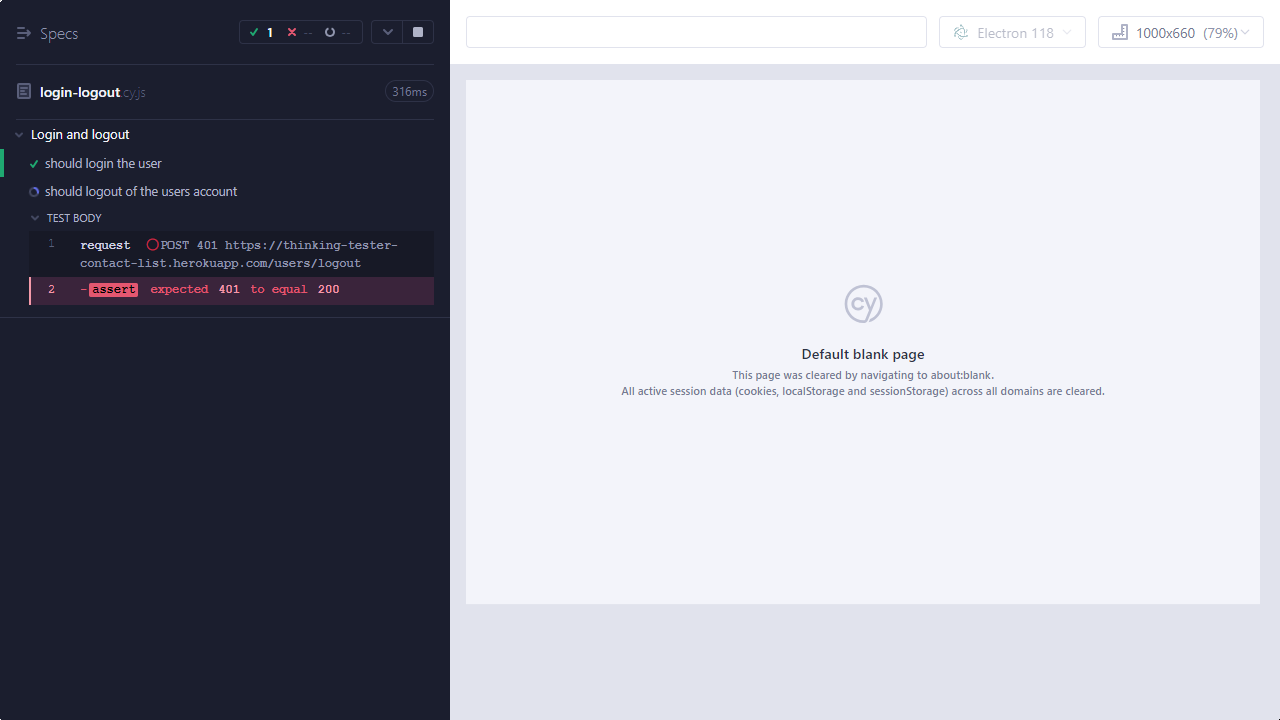 Specs
1 -- --
login-logout.cy.js
316ms
Login and logout
should login the user
should logout of the users account
TEST BODY
1 request POST 401 https://thinking-tester-
contact-list.herokuapp.com/users/logout
2 -assert expected 401 to equal 200
Electron 118
1000x660 (79%)
cy
Default blank page
This page was cleared by navigating to about:blank.
All active session data (cookies, localStorage and sessionStorage) across all domains are cleared.